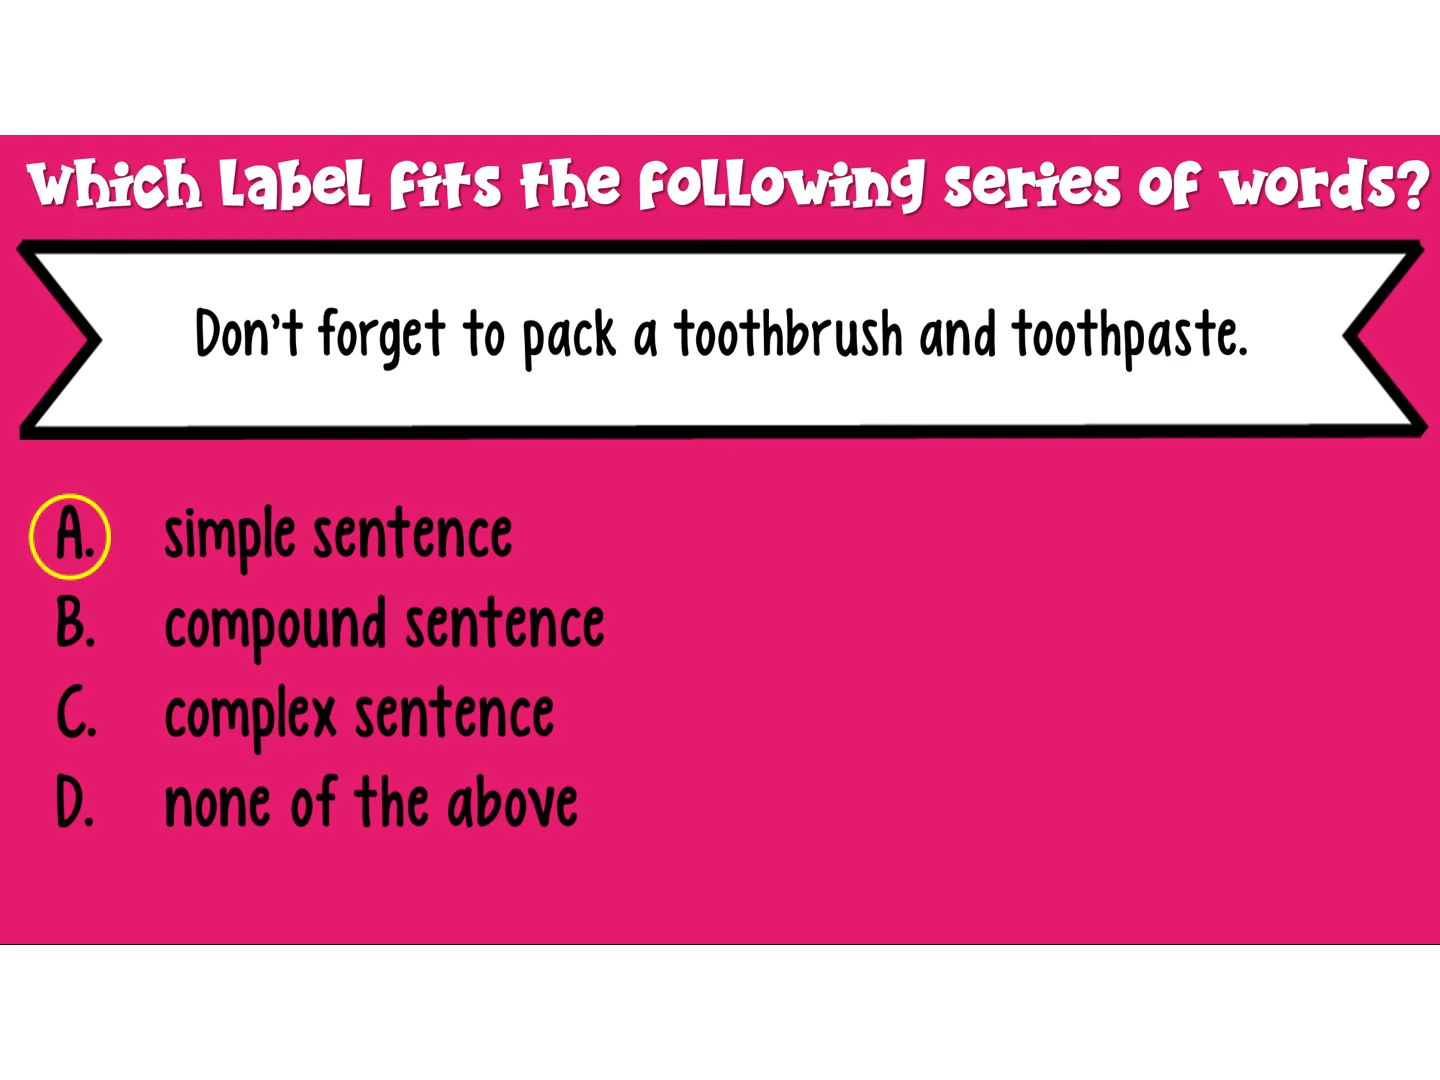 Which Label fits the following series of words?
Don't forget to pack a toothbrush and toothpaste.
A. simple sentence
B. compound sentence
C. complex sentence
D. none of the above